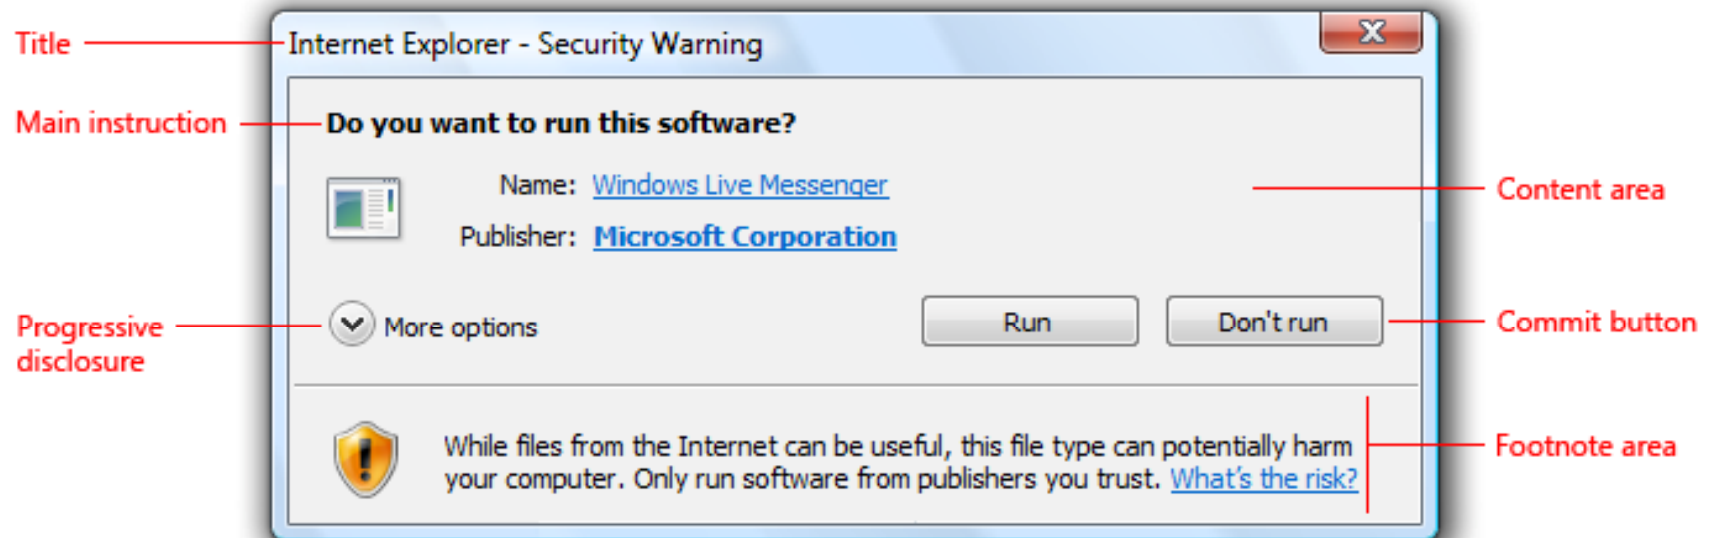 Title
Internet Explorer - Security Warning
Main instruction
Do you want to run this software?
Name: Windows Live Messenger
Content area
Publisher: Microsoft Corporation
Progressive
disclosure
More options
Run
Don't run
Commit button
While files from the Internet can be useful, this file type can potentially harm
your computer. Only run software from publishers you trust. What's the risk?
Footnote area